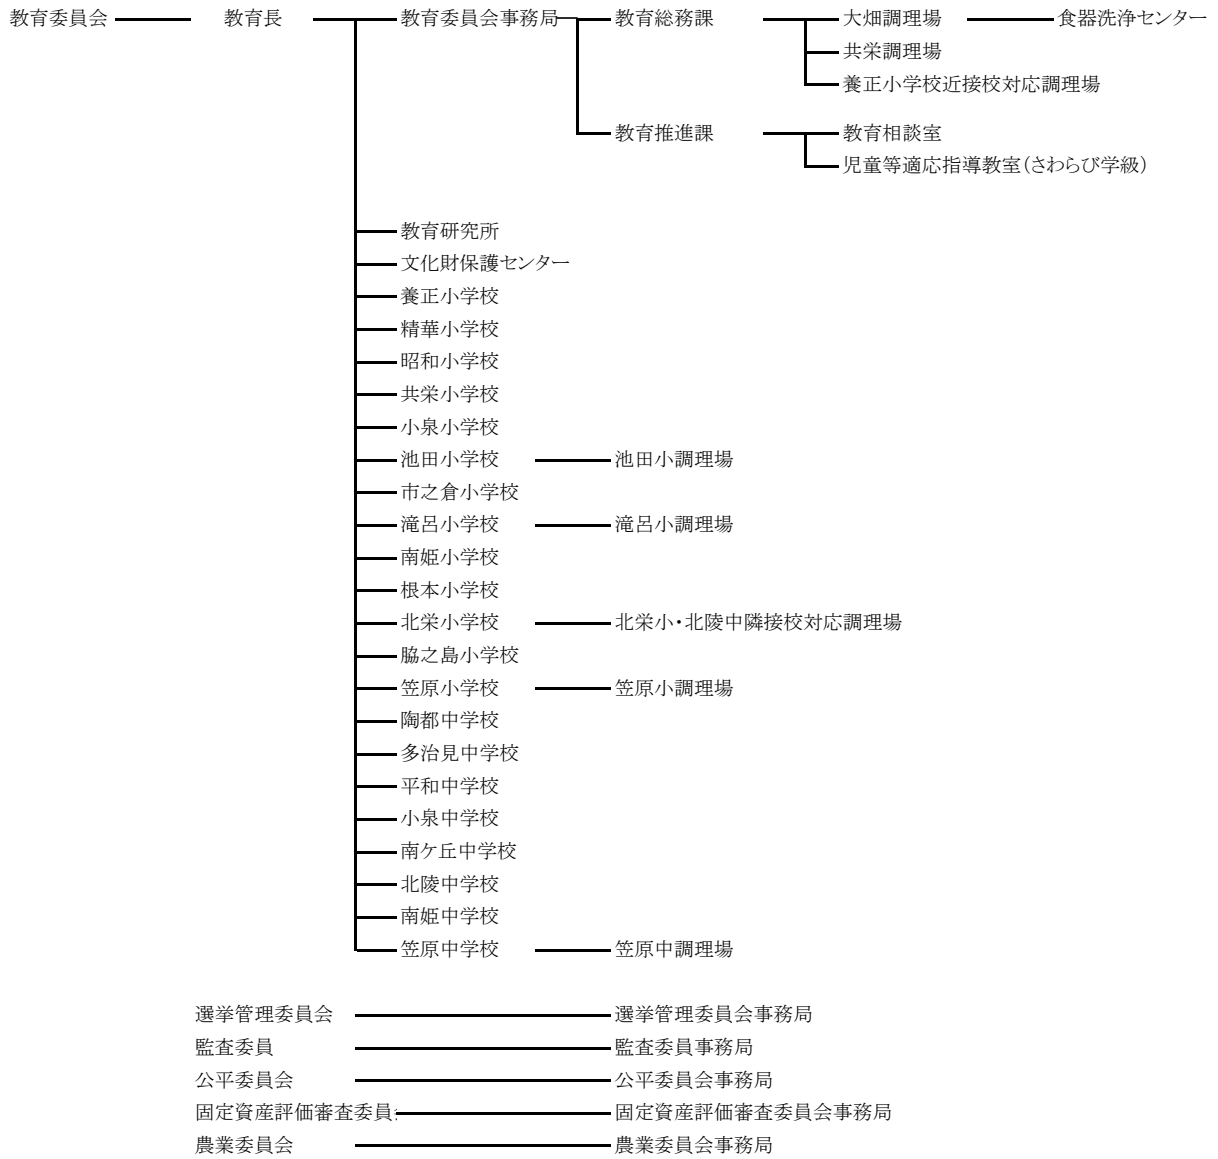 教育委員会 教育長 教育委員会事務局 教育総務課 大畑調理場 食器洗浄センター
共栄調理場
養正小学校近接校対応調理場
教育推進課 教育相談室
児童等適応指導教室(さわらび学級)
教育研究所
文化財保護センター
養正小学校
精華小学校
昭和小学校
共栄小学校
小泉小学校
池田小学校 池田小調理場
市之倉小学校
滝呂小学校 滝呂小調理場
南姫小学校
根本小学校
北栄小学校 北栄小・北陵中隣接校対応調理場
脇之島小学校
笠原小学校 笠原小調理場
陶都中学校
多治見中学校
平和中学校
小泉中学校
南ケ丘中学校
北陵中学校
南姫中学校
笠原中学校 笠原中調理場
選挙管理委員会 選挙管理委員会事務局
監査委員 監査委員事務局
公平委員会 公平委員会事務局
固定資産評価審査委員 固定資産評価審査委員会事務局
農業委員会 農業委員会事務局